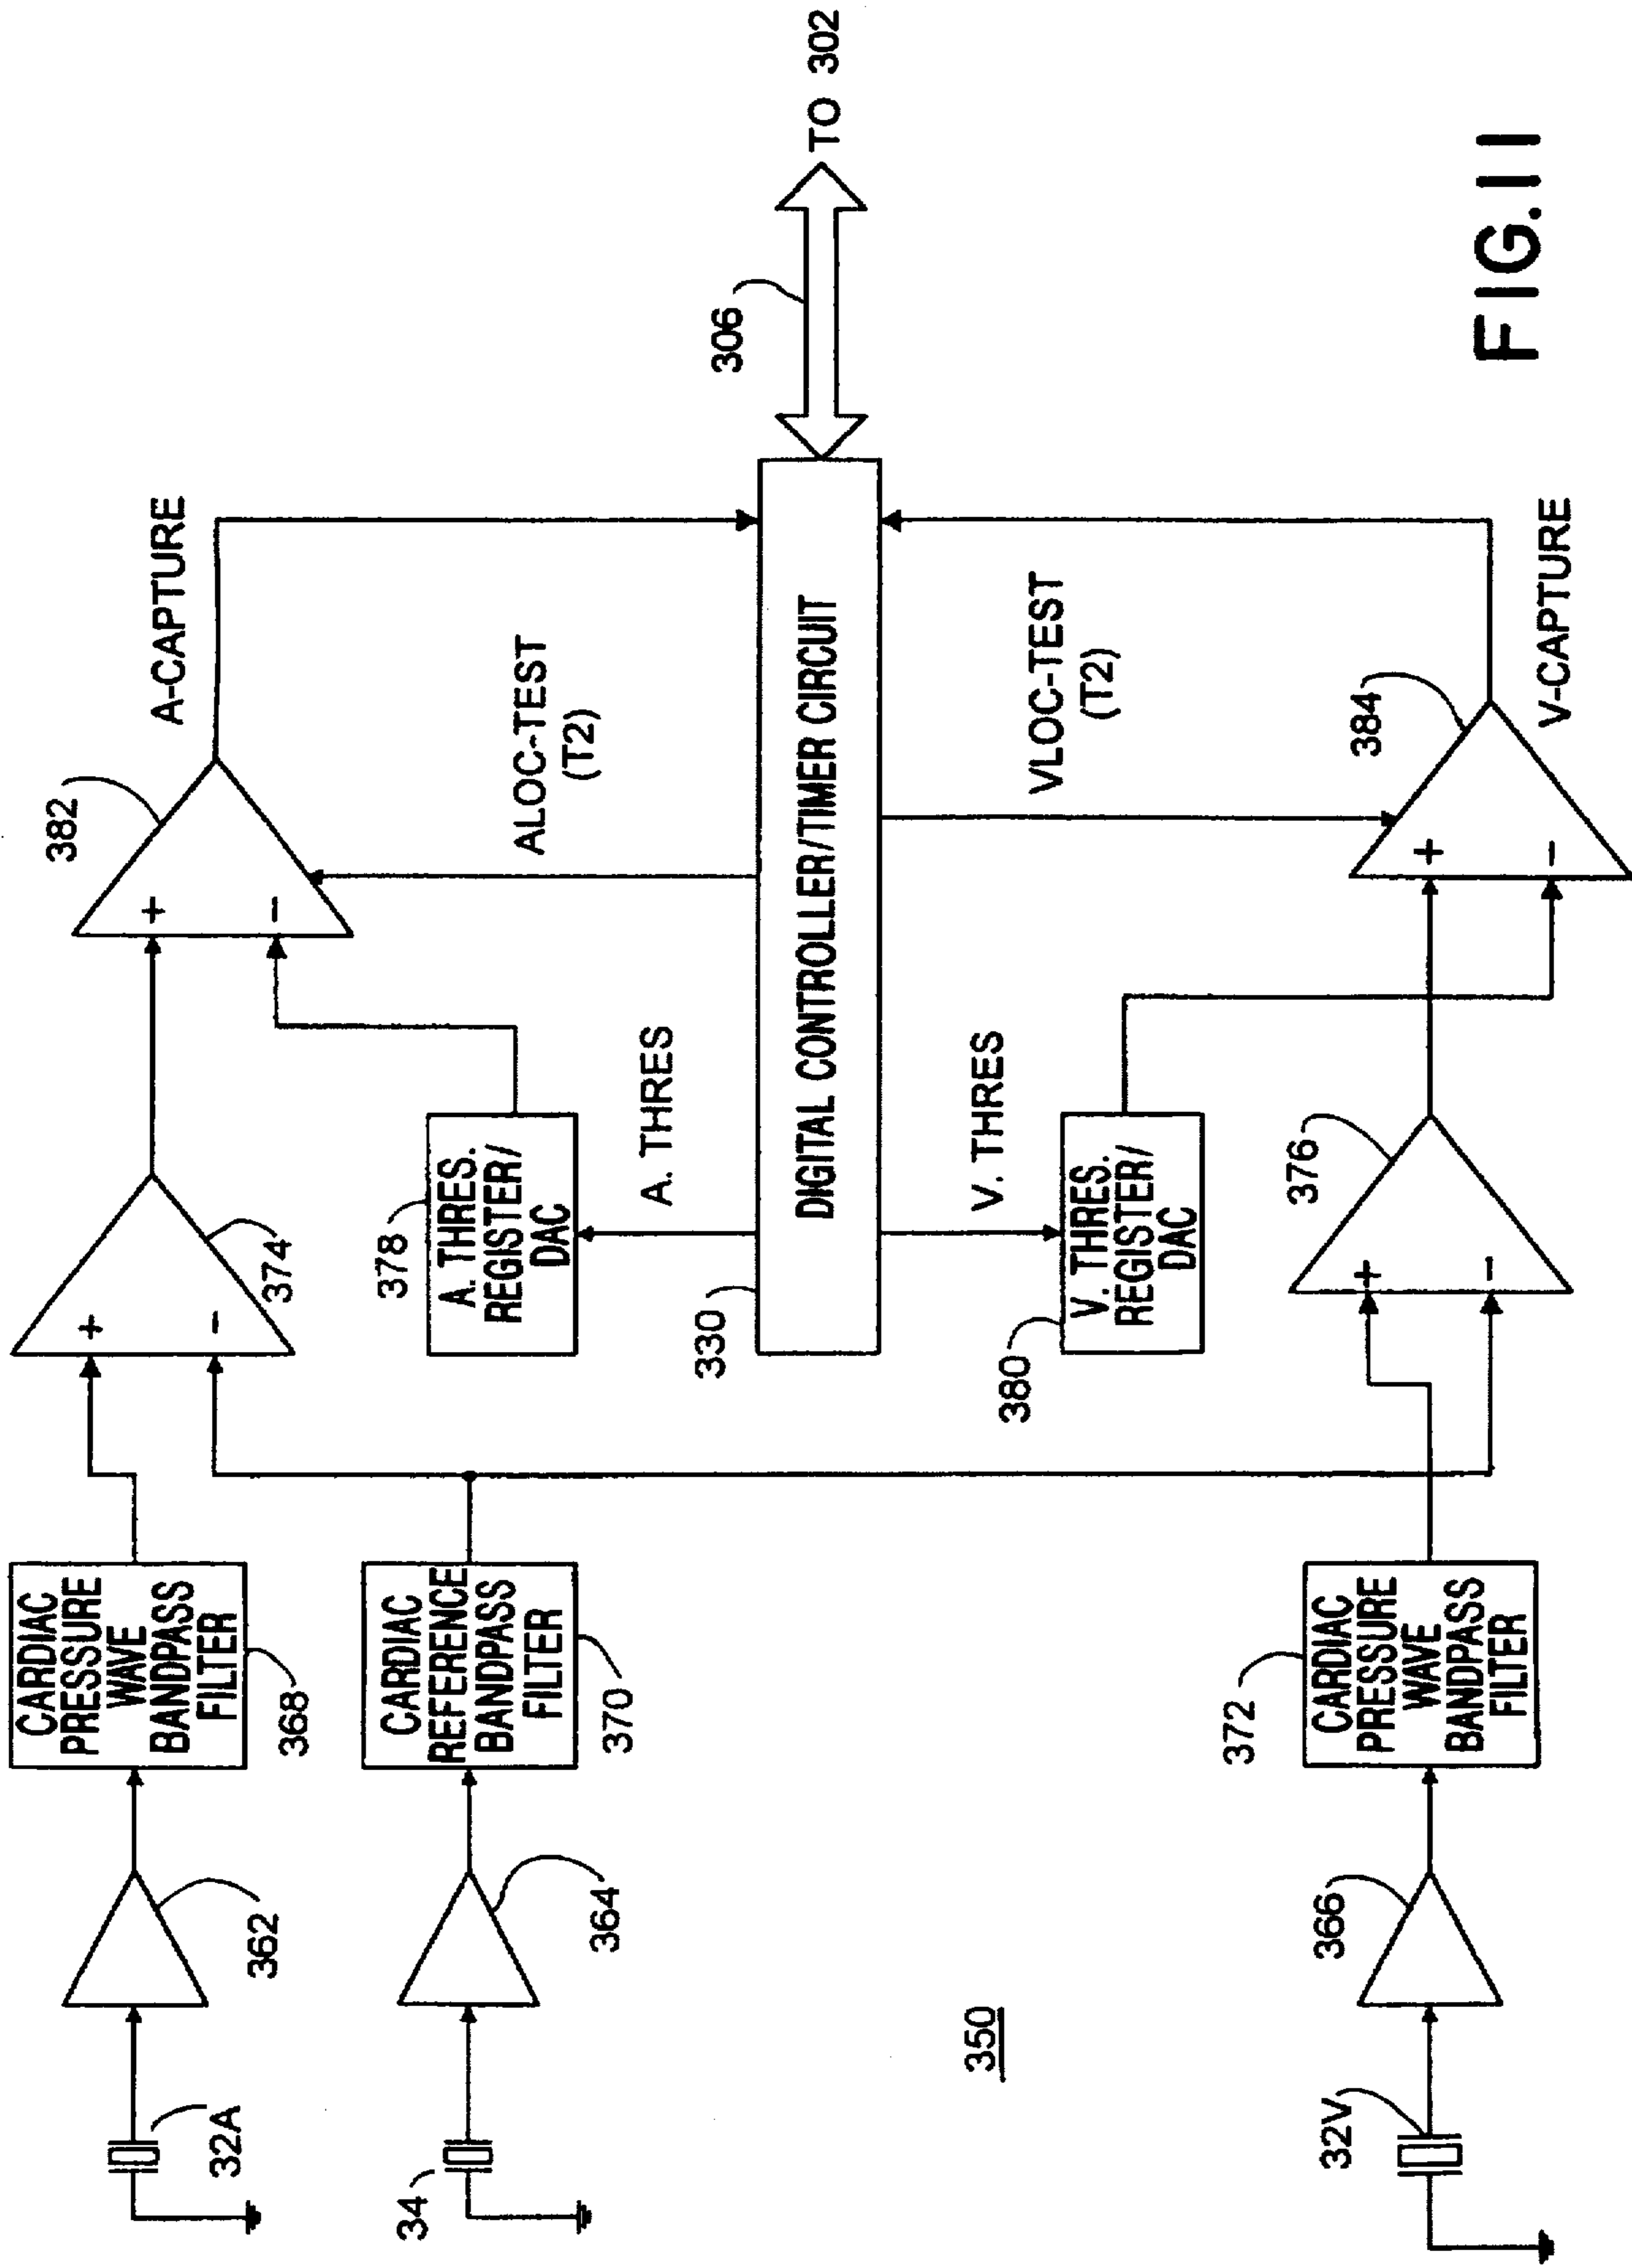 32A
362
CARDIAC
PRESSURE
WAVE
BANDPASS
FILTER
368
+
-
374
+
-
382
A-CAPTURE
34
364
CARDIAC
REFERENCE
BANDPASS
FILTER
370
378
A. THRES.
REGISTER/
DAC
A. THRES
ALOC-TEST
(T2)
330
DIGITAL CONTROLLER/TIMER CIRCUIT
306
TO 302
350
380
V. THRES.
REGISTER/
DAC
V. THRES
VLOC-TEST
(T2)
32V
366
372
CARDIAC
PRESSURE
WAVE
BANDPASS
FILTER
376
+
-
384
+
-
V-CAPTURE
FIG.11